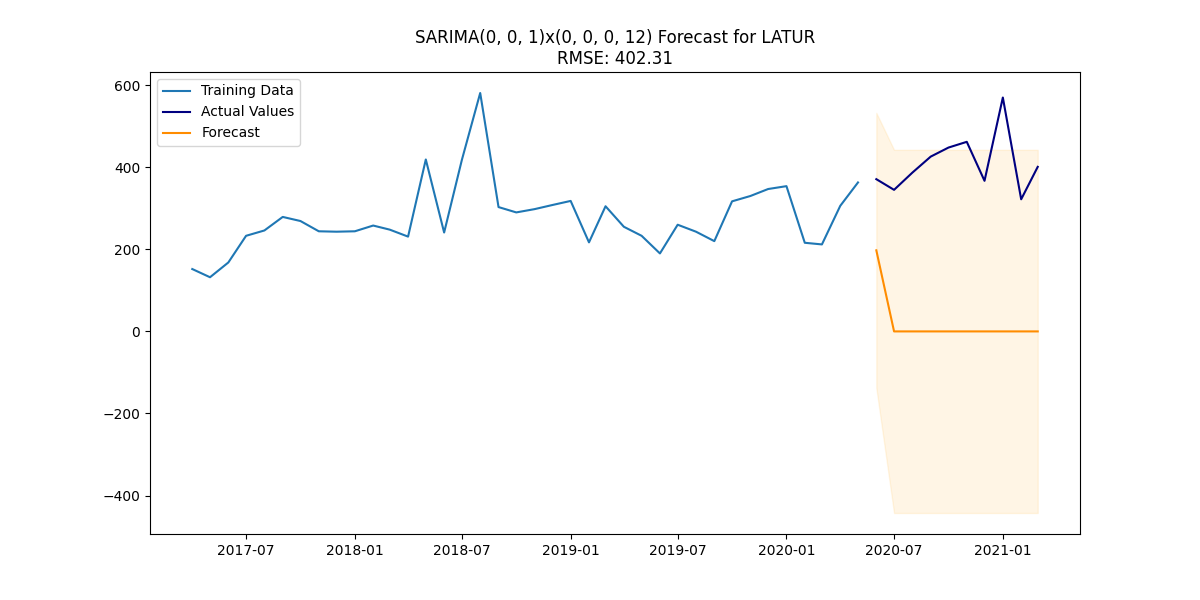 SARIMA(0, 0, 1)x(0, 0, 0, 12) Forecast for LATUR
RMSE: 402.31
Training Data
Actual Values
Forecast
600
400
200
0
−200
−400
2017-07 2018-01 2018-07 2019-01 2019-07 2020-01 2020-07 2021-01